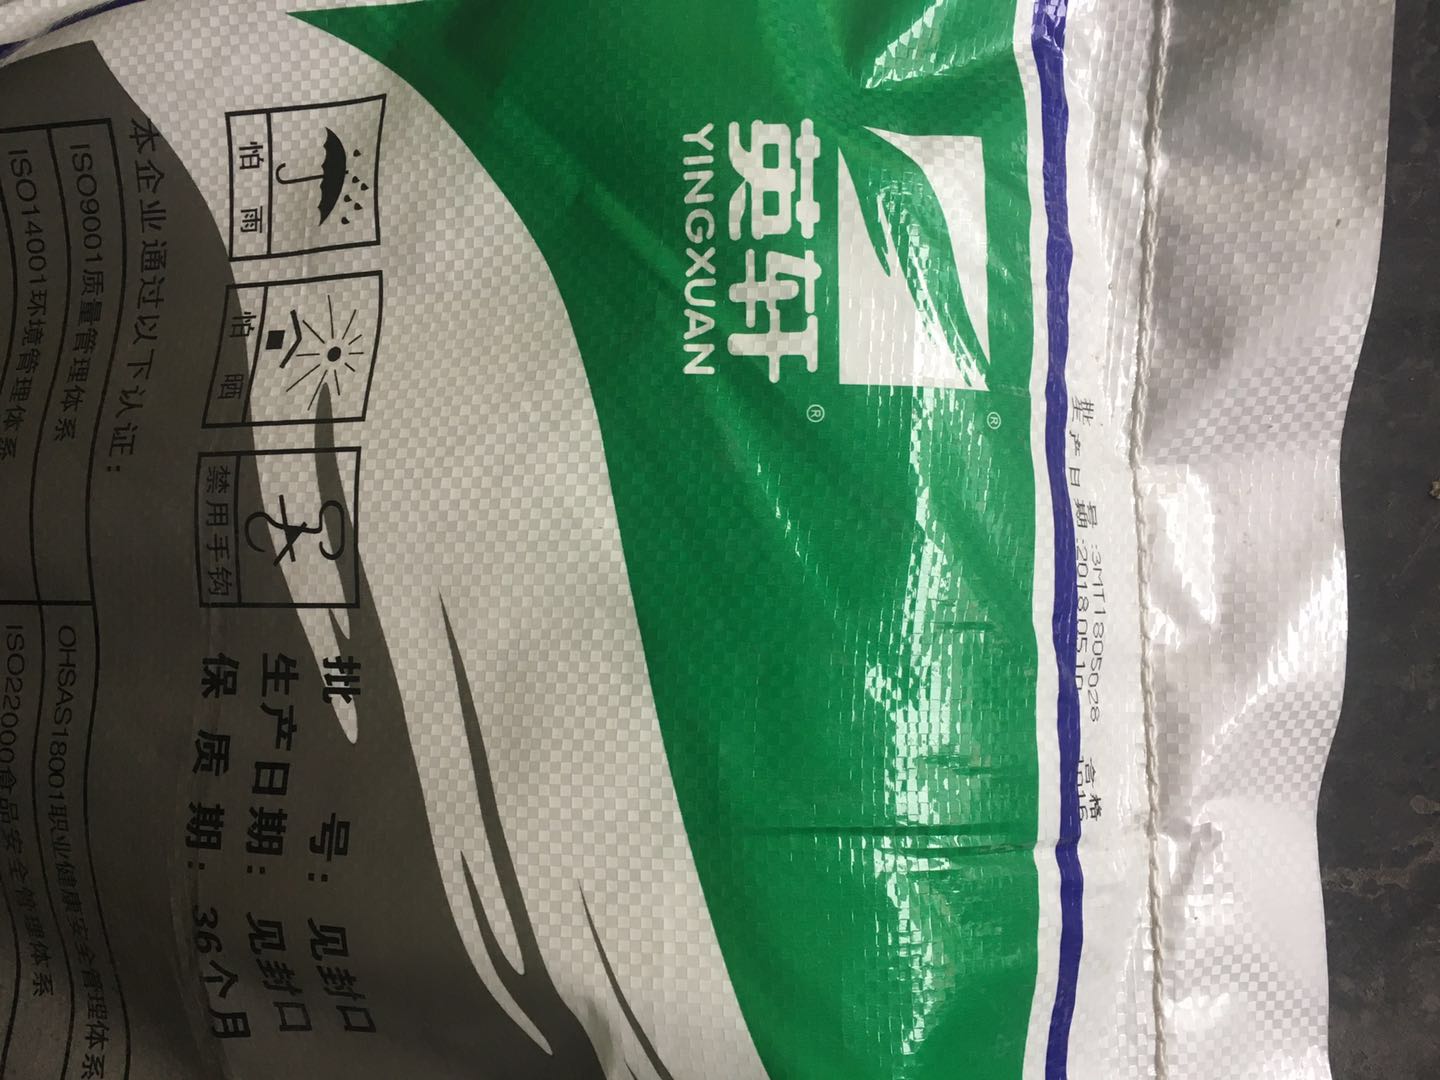 英轩®
YINGXUAN
®
号:3MT1805028 合格
生产日期:20180510
怕雨
怕晒
禁用手钩
批号：见封口
生产日期：见封口
保质期：36个月
本企业通过以下认证：
ISO9001质量管理体系
OHSAS18001职业健康安全管理体系
ISO14001环境管理体系
ISO22000食品安全管理体系